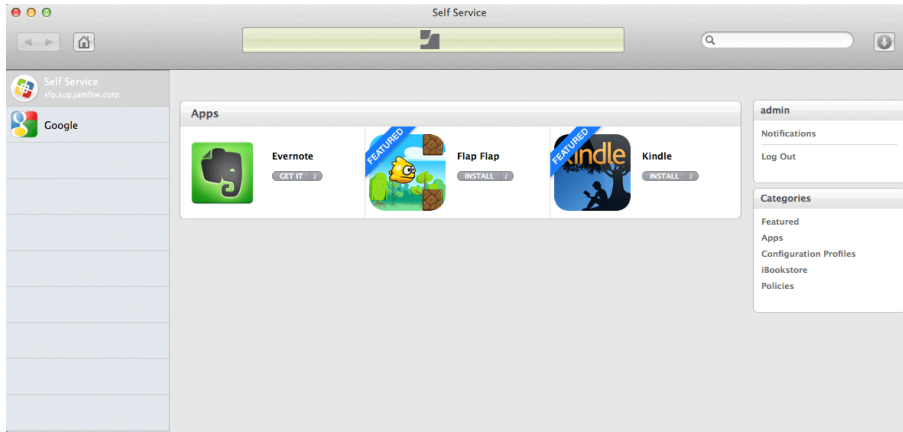 Self Service
Self Service
sfp.sup.jamfsw.corp
Google
Apps
Evernote
GET IT i
FEATURED
Flap Flap
INSTALL i
FEATURED
kindle
Kindle
INSTALL i
admin
Notifications
Log Out
Categories
Featured
Apps
Configuration Profiles
iBookstore
Policies